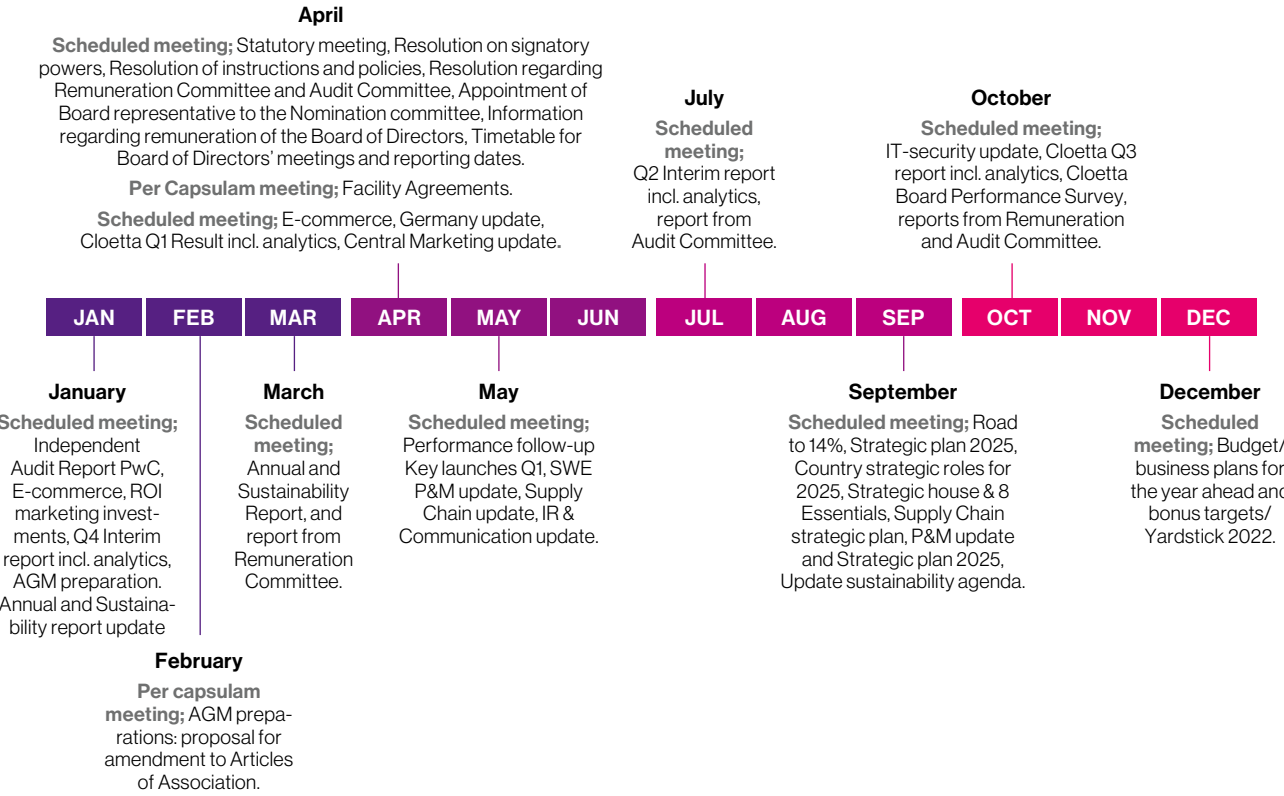 April
Scheduled meeting; Statutory meeting, Resolution on signatory
powers, Resolution of instructions and policies, Resolution regarding
Remuneration Committee and Audit Committee, Appointment of
Board representative to the Nomination committee, Information
regarding remuneration of the Board of Directors, Timetable for
Board of Directors' meetings and reporting dates.
Per Capsulam meeting; Facility Agreements.
Scheduled meeting; E-commerce, Germany update,
Cloetta Q1 Result incl. analytics, Central Marketing update.
July
Scheduled
meeting;
Q2 Interim report
incl. analytics,
report from
Audit Committee.
October
Scheduled meeting;
IT-security update, Cloetta Q3
report incl. analytics, Cloetta
Board Performance Survey,
reports from Remuneration
and Audit Committee.
JAN FEB MAR APR MAY JUN JUL AUG SEP OCT NOV DEC
January
Scheduled meeting;
Independent
Audit Report PwC,
E-commerce, ROI
marketing invest-
ments, Q4 Interim
report incl. analytics,
AGM preparation.
Annual and Sustaina-
bility report update
February
Per capsulam
meeting; AGM prepa-
rations: proposal for
amendment to Articles
of Association.
March
Scheduled
meeting;
Annual and
Sustainability
Report, and
report from
Remuneration
Committee.
May
Scheduled meeting;
Performance follow-up
Key launches Q1, SWE
P&M update, Supply
Chain update, IR &
Communication update.
September
Scheduled meeting; Road
to 14%, Strategic plan 2025,
Country strategic roles for
2025, Strategic house & 8
Essentials, Supply Chain
strategic plan, P&M update
and Strategic plan 2025,
Update sustainability agenda.
December
Scheduled
meeting; Budget/
business plans for
the year ahead and
bonus targets/
Yardstick 2022.